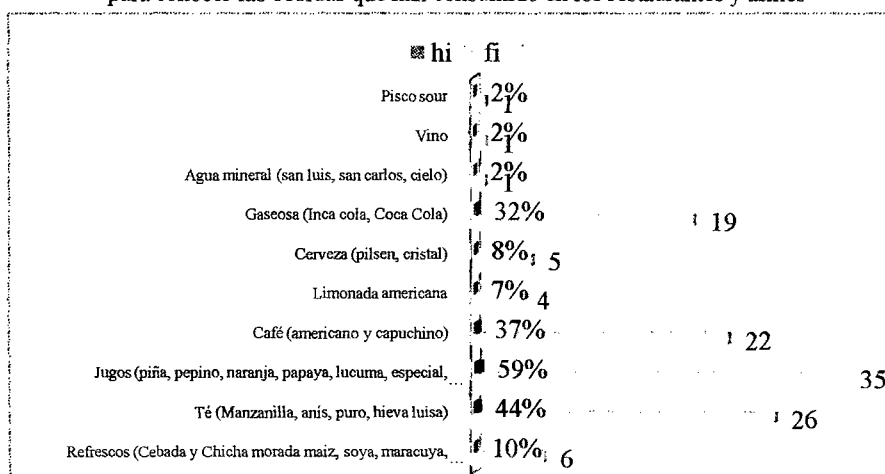 para conocer las bebidas que más consumirlo en los restaurantes y afines
hi fi
Pisco sour 2% 1
Vino 2% 1
Agua mineral (san luis, san carlos, cielo) 2% 1
Gaseosa (Inca cola, Coca Cola) 32% 19
Cerveza (pilsen, cristal) 8% 5
Limonada americana 7% 4
Café (americano y capuchino) 37% 22
Jugos (piña, pepino, naranja, papaya, lucuma, especial, ... 59% 35
Té (Manzanilla, anís, puro, hieva luisa) 44% 26
Refrescos (Cebada y Chicha morada maiz, soya, maracuya, ... 10% 6